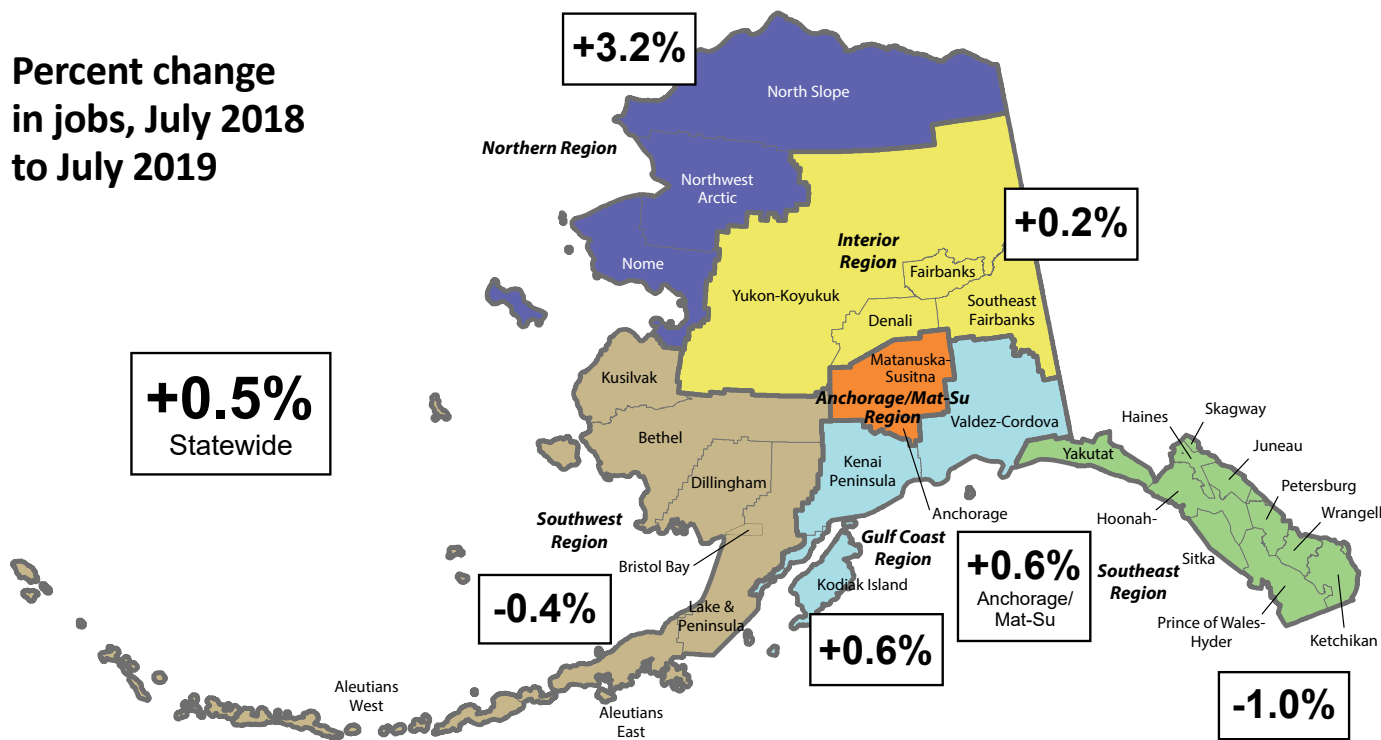 Percent change
in jobs, July 2018
to July 2019
+3.2%
North Slope
Northern Region
Northwest
Arctic
Nome
+0.2%
Interior
Region
Fairbanks
Yukon-Koyukuk
Denali
Southeast
Fairbanks
+0.5%
Statewide
Kusilvak
Matanuska-
Susitna
Anchorage/Mat-Su
Region
Valdez-Cordova
Bethel
Dillingham
Kenai
Peninsula
Yakutat
Haines
Skagway
Juneau
Petersburg
Wrangell
Hoonah-
Sitka
Anchorage
Southwest
Region
Gulf Coast
Region
Bristol Bay
Kodiak Island
+0.6%
Anchorage/
Mat-Su
Southeast
Region
-0.4%
Lake &
Peninsula
+0.6%
Prince of Wales-
Hyder
Ketchikan
-1.0%
Aleutians
West
Aleutians
East